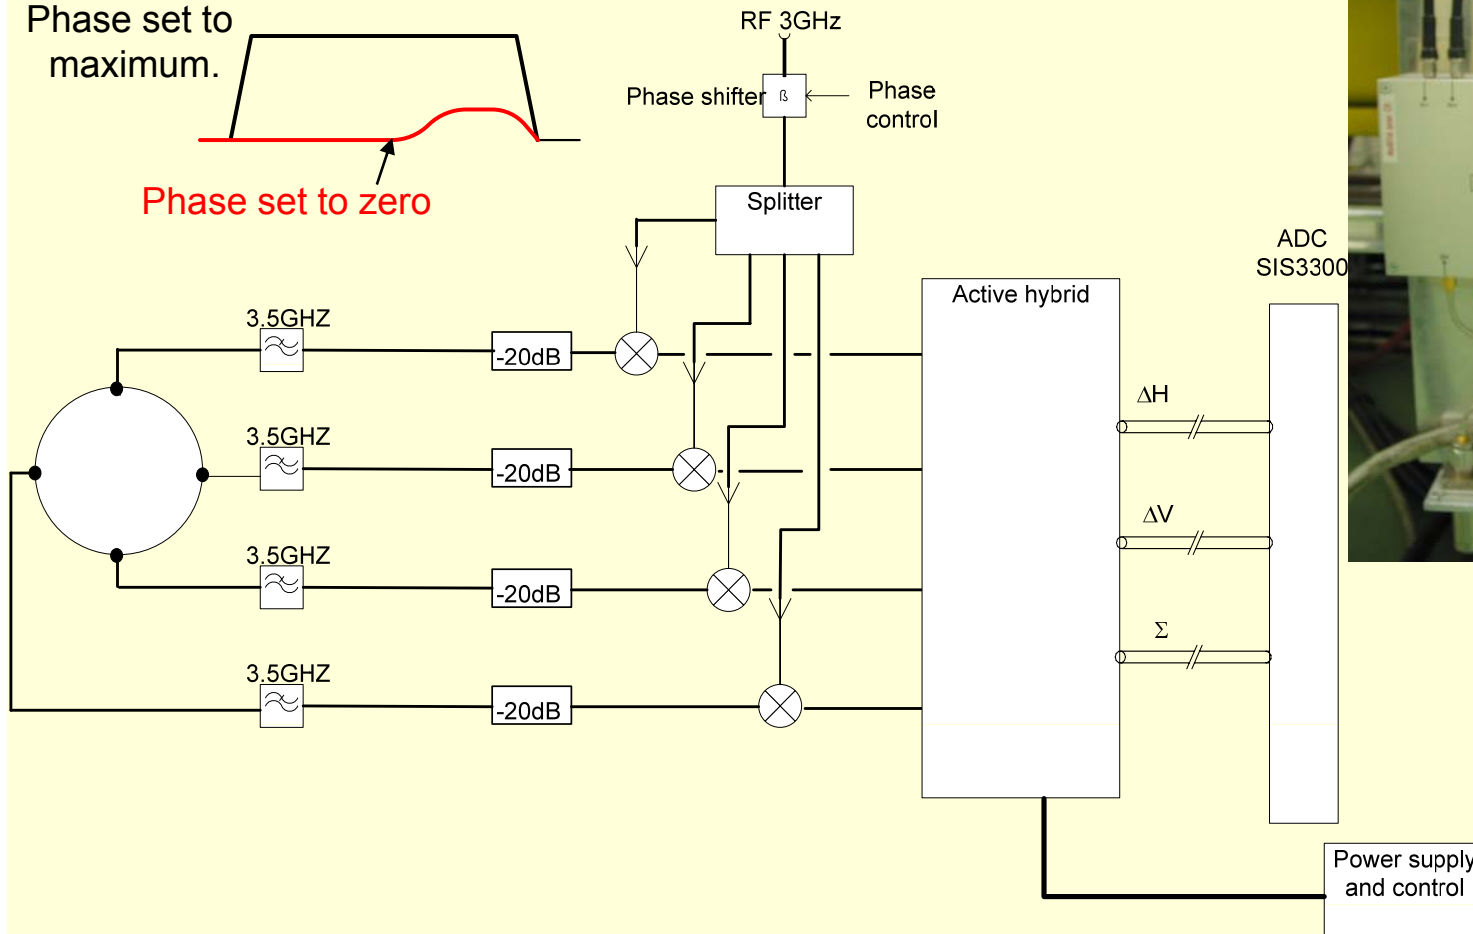 Phase set to
maximum.
Phase set to zero
RF 3GHz
Phase shifter
ß
Phase
control
Splitter
ADC
SIS3300
Active hybrid
3.5GHZ
-20dB
3.5GHZ
-20dB
3.5GHZ
-20dB
3.5GHZ
-20dB
ΔH
ΔV
Σ
Power supply
and control